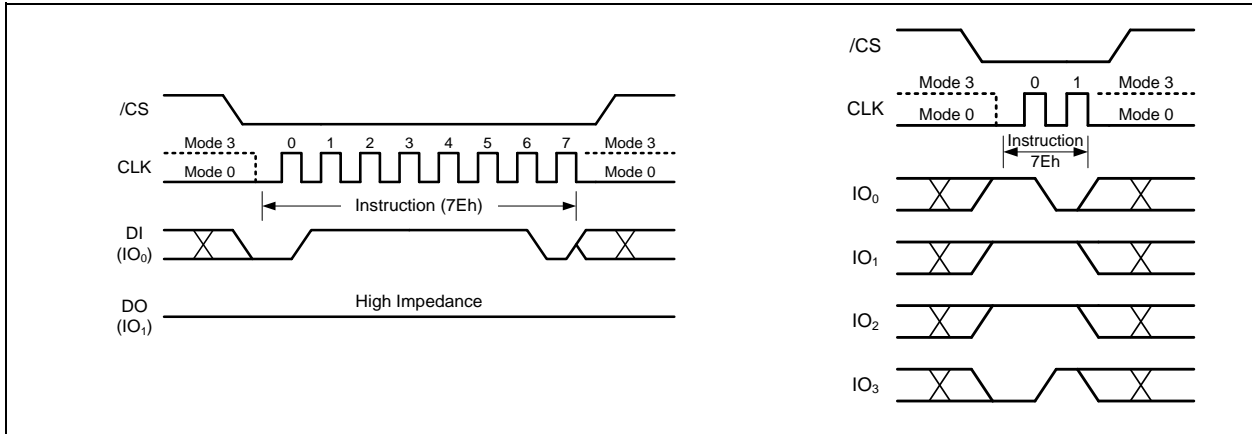 /CS
Mode 3 0 1 2 3 4 5 6 7 Mode 3
CLK
Mode 0 Mode 0
Instruction (7Eh)
DI
(IO₀)
High Impedance
DO
(IO₁)
/CS
Mode 3 0 1 Mode 3
CLK
Mode 0 Mode 0
Instruction
7Eh
IO₀
IO₁
IO₂
IO₃